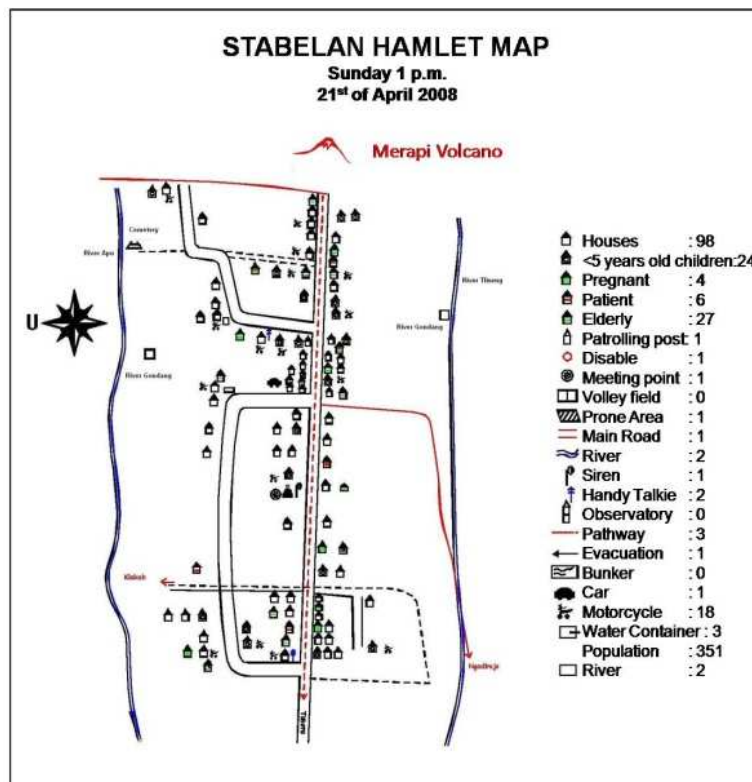 STABELAN HAMLET MAP
Sunday 1 p.m.
21st of April 2008
Merapi Volcano
Cemetery
River Apu
U
River Gendang
River Gendang
Klakah
Houses : 98
<5 years old children:24
Pregnant : 4
Patient : 6
Elderly : 27
Patrolling post: 1
Disable : 1
Meeting point : 1
Volley field : 0
Prone Area : 1
Main Road : 1
River : 2
Siren : 1
Handy Talkie : 2
Observatory : 0
Pathway : 3
Evacuation : 1
Bunker : 0
Car : 1
Motorcycle : 18
Water Container : 3
Population : 351
River : 2